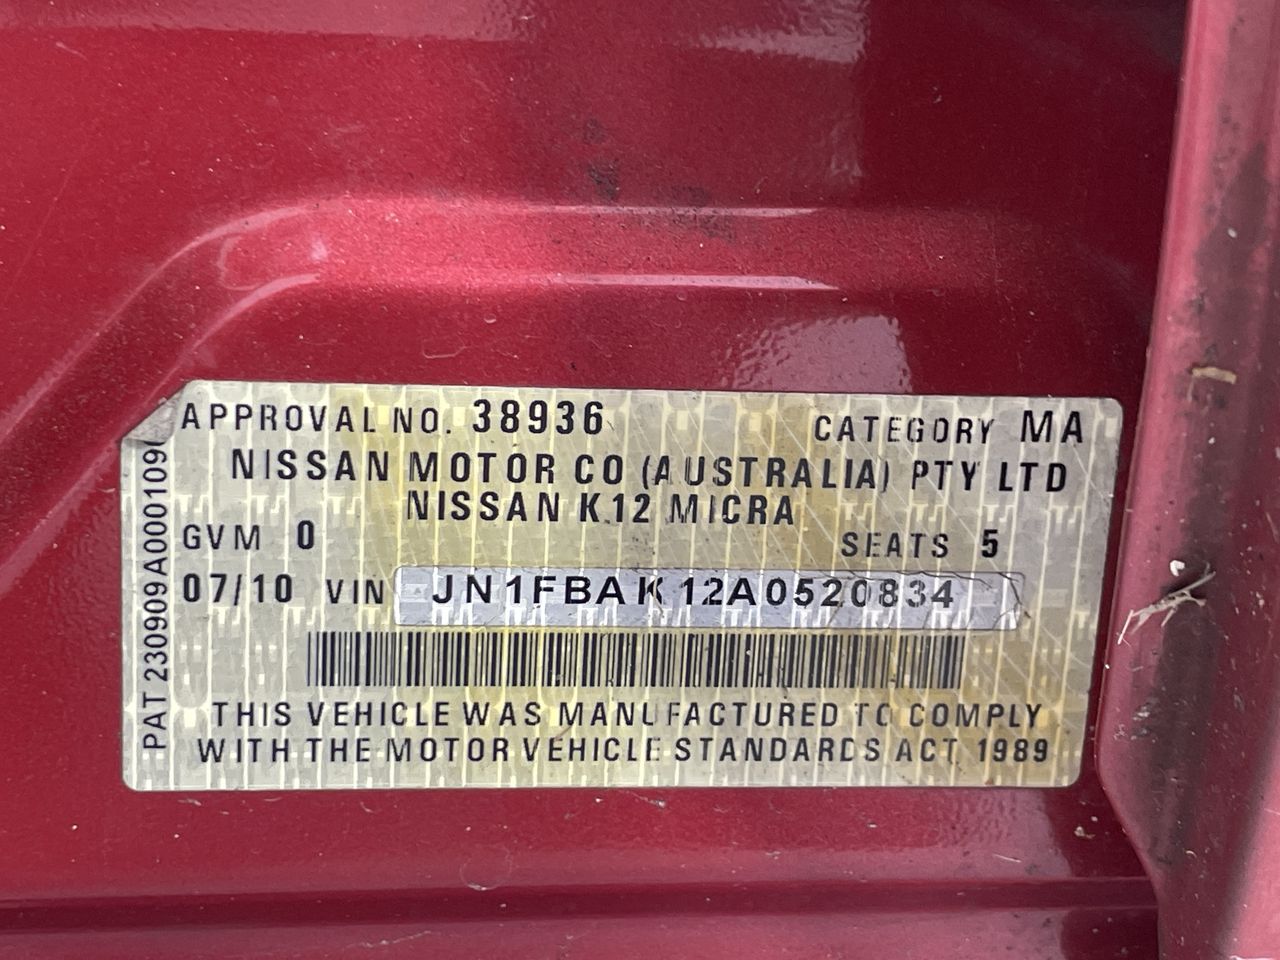 APPROVAL NO. 38936 CATEGORY MA
NISSAN MOTOR CO (AUSTRALIA) PTY LTD
NISSAN K12 MICRA
GVM 0 SEATS 5
07/10 VIN JN1FBAK12A0520834
THIS VEHICLE WAS MANUFACTURED TO COMPLY
WITH THE MOTOR VEHICLE STANDARDS ACT 1989
PAT